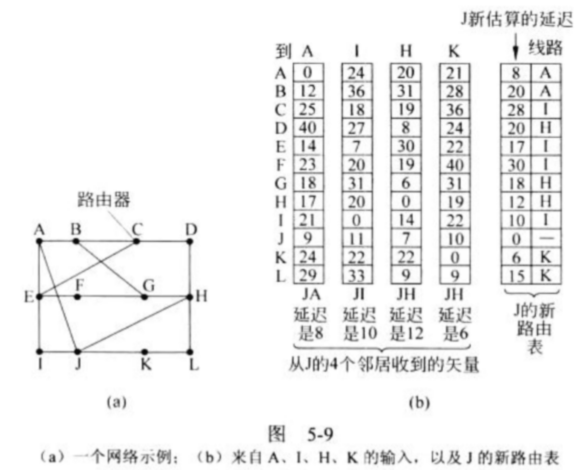 J新估算的延迟
到 A I H K 线路
A 0 24 20 21 8 A
B 12 36 31 28 20 A
C 25 18 19 36 28 I
D 40 27 8 24 20 H
E 14 7 30 22 17 I
F 23 20 19 40 30 I
G 18 31 6 31 18 H
H 17 20 0 19 12 H
I 21 0 14 22 10 I
J 9 11 7 10 0 —
K 24 22 22 0 6 K
L 29 33 9 9 15 K
JA JI JH JH
延迟 延迟 延迟 延迟
是8 是10 是12 是6
J的新
路由
表
从J的4个邻居收到的矢量
路由器
A B C D
E F G H
I J K L
(a) (b)
图 5-9
（a）一个网络示例；（b）来自 A、I、H、K 的输入，以及 J 的新路由表